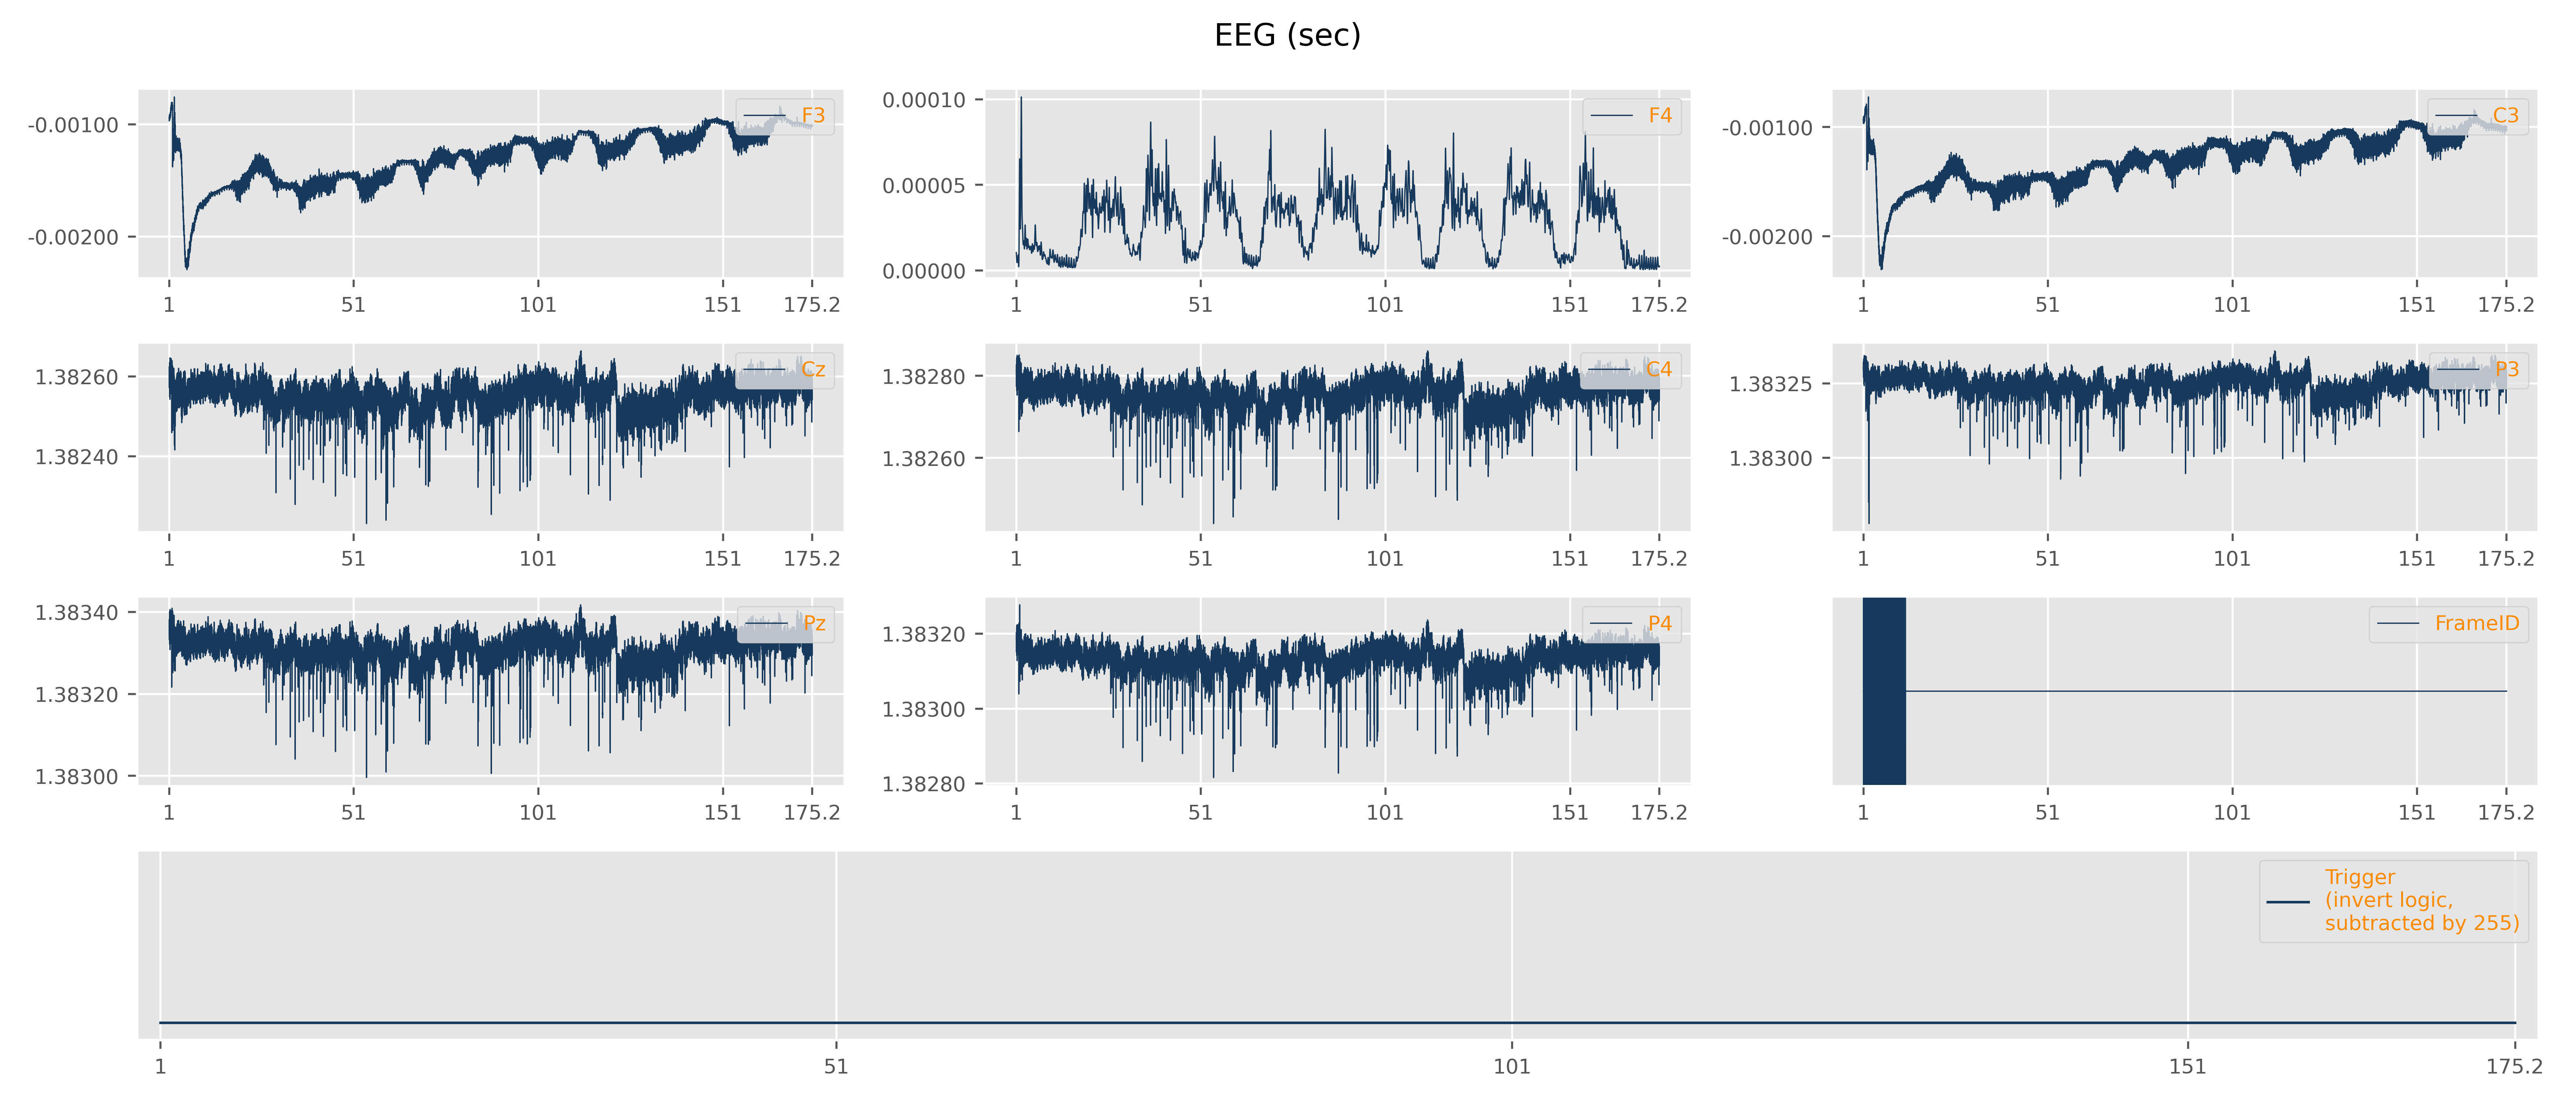 EEG (sec)
-0.00100
-0.00200
F3
1 51 101 151 175.2
0.00010
0.00005
0.00000
F4
1 51 101 151 175.2
-0.00100
-0.00200
C3
1 51 101 151 175.2
1.38260
1.38240
Cz
1 51 101 151 175.2
1.38280
1.38260
C4
1 51 101 151 175.2
1.38325
1.38300
P3
1 51 101 151 175.2
1.38340
1.38320
1.38300
Pz
1 51 101 151 175.2
1.38320
1.38300
1.38280
P4
1 51 101 151 175.2
FrameID
1 51 101 151 175.2
Trigger
(invert logic,
subtracted by 255)
1 51 101 151 175.2